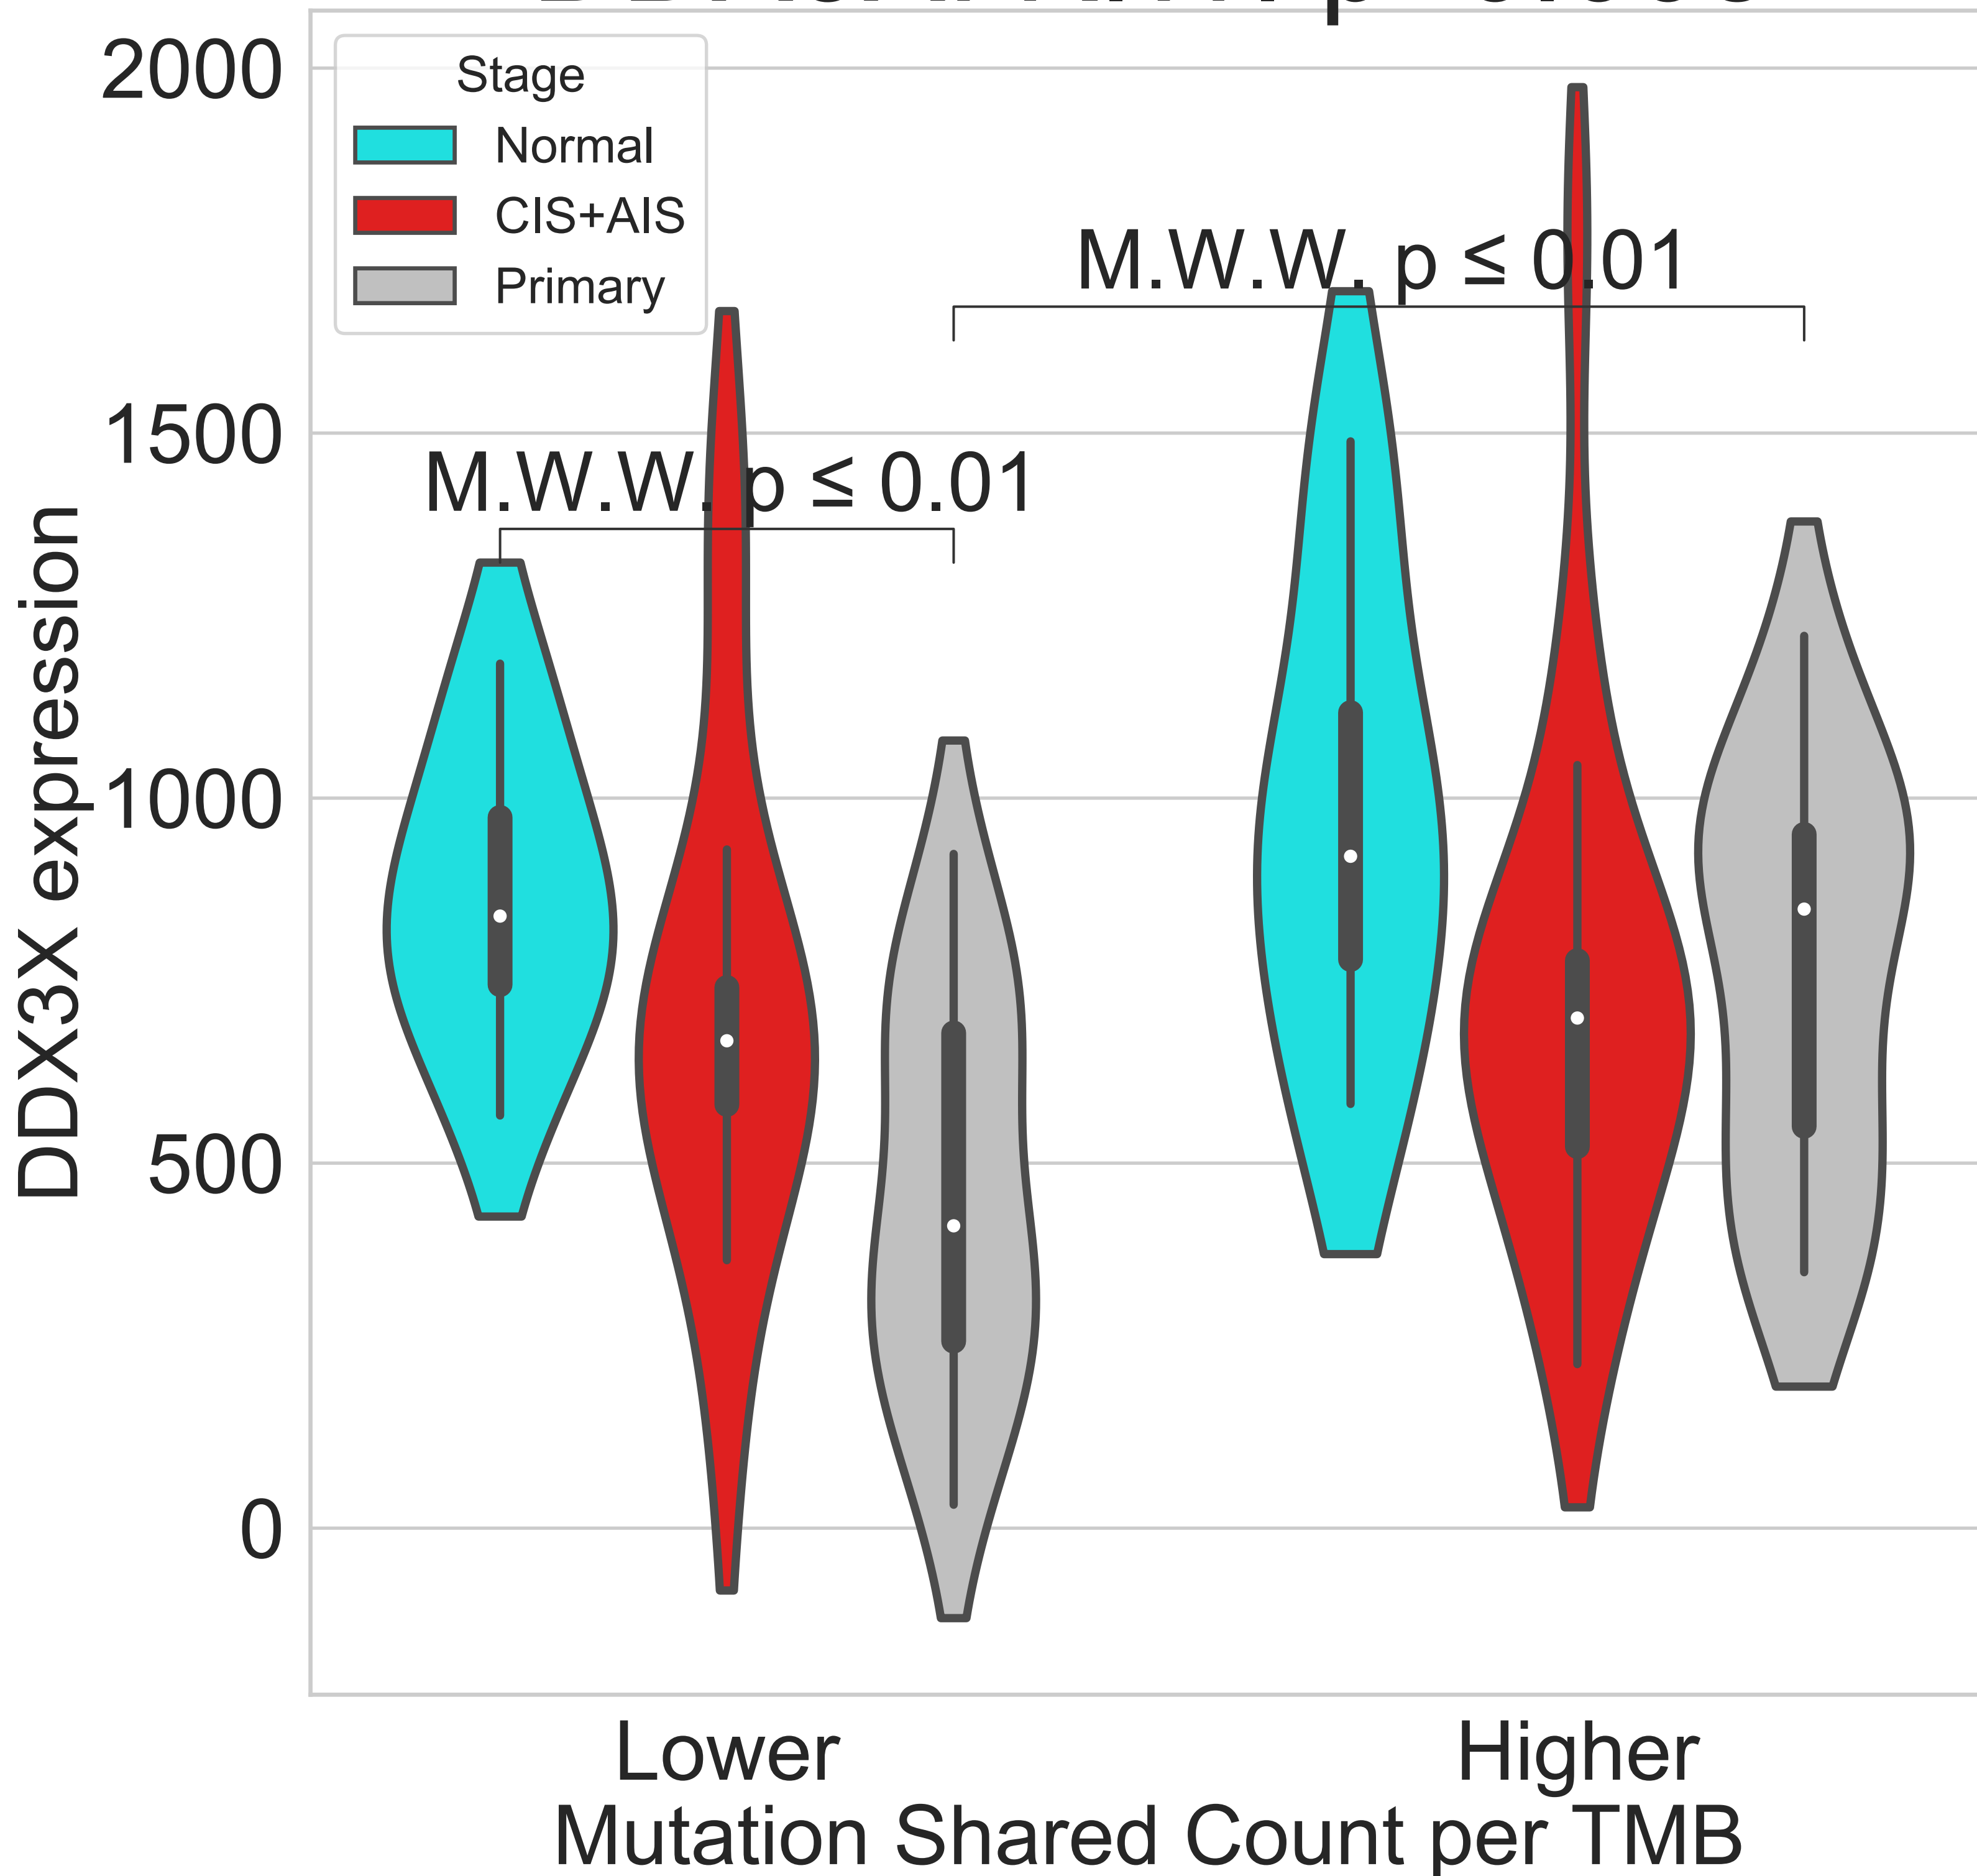 2000
1500
1000
500
0
DDX3X expression
Stage
Normal
CIS+AIS
Primary
M.W.W. p ≤ 0.01
M.W.W. p ≤ 0.01
Lower
Higher
Mutation Shared Count per TMB